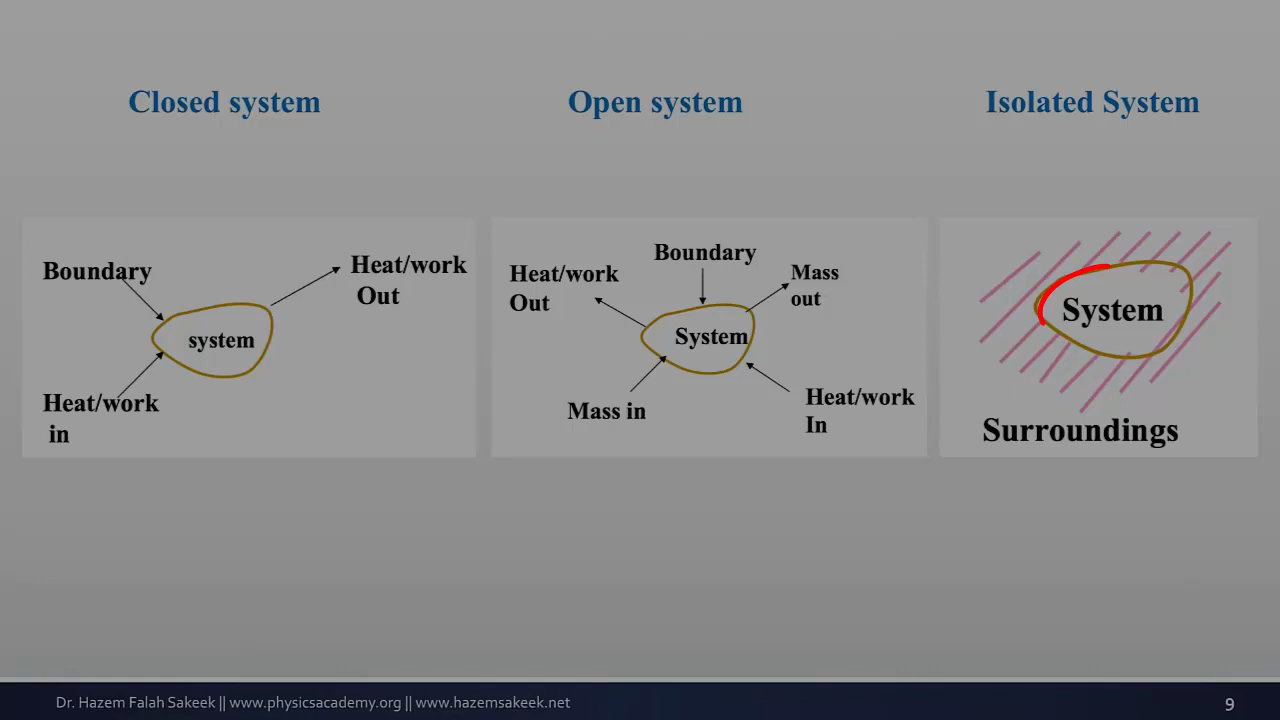 Closed system
Open system
Isolated System
Boundary
Heat/work
Out
system
Heat/work
in
Boundary
Heat/work
Out
Mass
out
System
Mass in
Heat/work
In
System
Surroundings
Dr. Hazem Falah Sakeek || www.physicsacademy.org || www.hazemsakeek.net
9